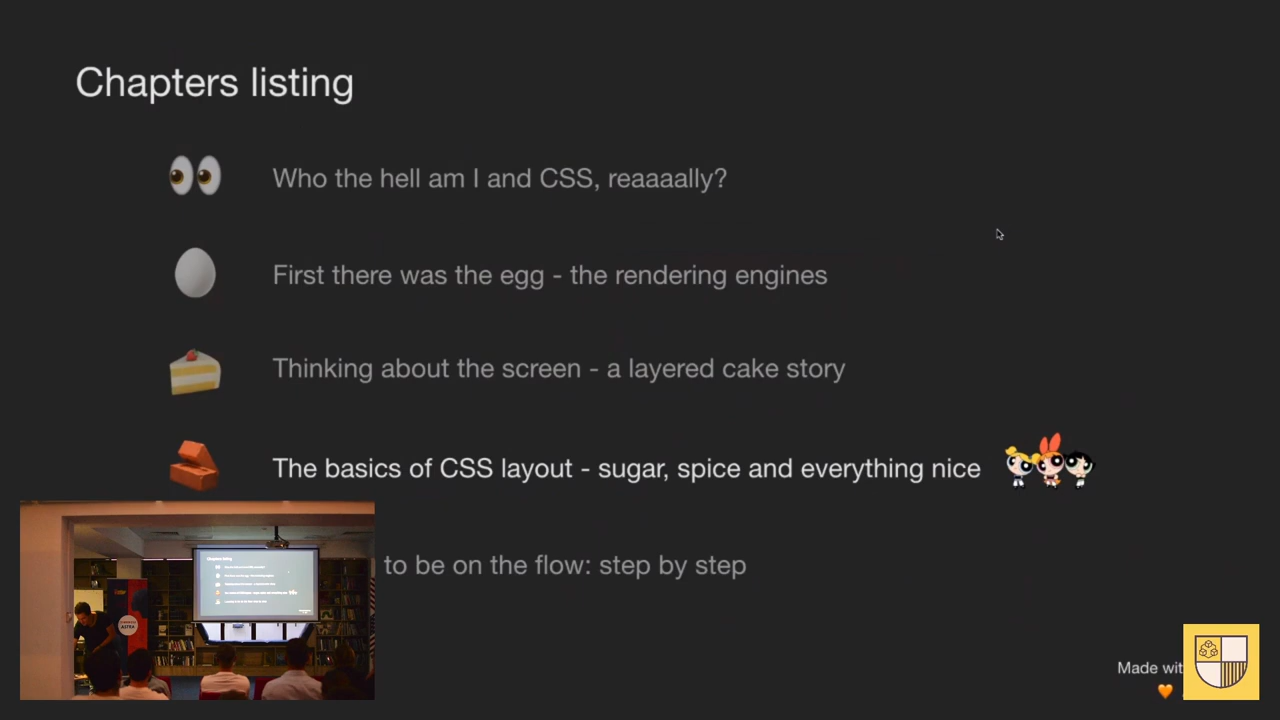 Chapters listing
Who the hell am I and CSS, reaaaally?
First there was the egg - the rendering engines
Thinking about the screen - a layered cake story
The basics of CSS layout - sugar, spice and everything nice
to be on the flow: step by step
Made